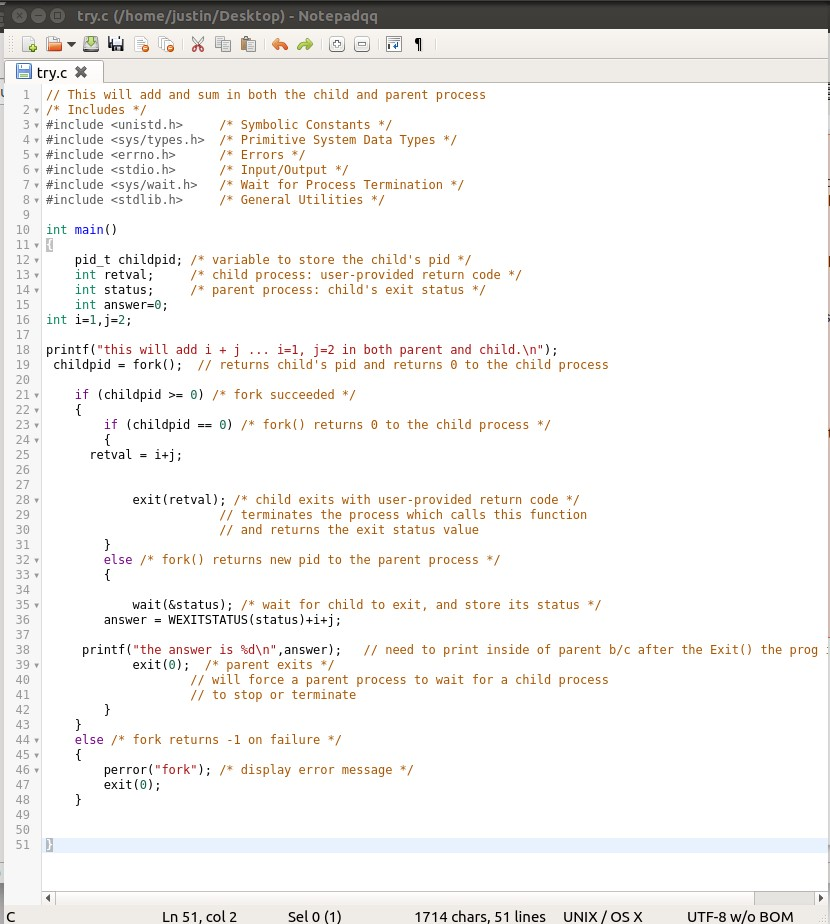 try.c (/home/justin/Desktop) - Notepadqq
try.c
1 // This will add and sum in both the child and parent process
2 /* Includes */
3 #include <unistd.h>     /* Symbolic Constants */
4 #include <sys/types.h>  /* Primitive System Data Types */
5 #include <errno.h>      /* Errors */
6 #include <stdio.h>      /* Input/Output */
7 #include <sys/wait.h>   /* Wait for Process Termination */
8 #include <stdlib.h>     /* General Utilities */
9
10 int main()
11 {
12     pid_t childpid; /* variable to store the child's pid */
13     int retval;     /* child process: user-provided return code */
14     int status;     /* parent process: child's exit status */
15     int answer=0;
16 int i=1,j=2;
17
18 printf("this will add i + j ... i=1, j=2 in both parent and child.\n");
19  childpid = fork();  // returns child's pid and returns 0 to the child process
20
21     if (childpid >= 0) /* fork succeeded */
22     {
23         if (childpid == 0) /* fork() returns 0 to the child process */
24         {
25       retval = i+j;
26
27
28             exit(retval); /* child exits with user-provided return code */
29                         // terminates the process which calls this function
30                         // and returns the exit status value
31         }
32         else /* fork() returns new pid to the parent process */
33         {
34
35             wait(&status); /* wait for child to exit, and store its status */
36         answer = WEXITSTATUS(status)+i+j;
37
38      printf("the answer is %d\n",answer);   // need to print inside of parent b/c after the Exit() the prog
39             exit(0);  /* parent exits */
40                     // will force a parent process to wait for a child process
41                     // to stop or terminate
42         }
43     }
44     else /* fork returns -1 on failure */
45     {
46         perror("fork"); /* display error message */
47         exit(0);
48     }
49
50
51 }
C Ln 51, col 2 Sel 0 (1) 1714 chars, 51 lines UNIX / OS X UTF-8 w/o BOM